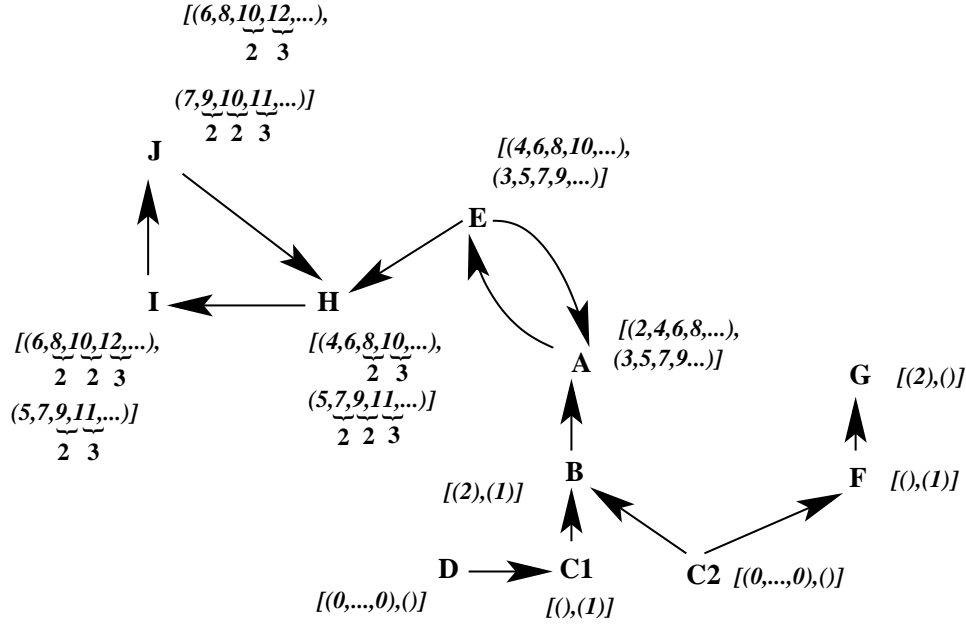 [(6,8,10,12,...),
2 3
(7,9,10,11,...)]
2 2 3
J
[(4,6,8,10,...),
(3,5,7,9,...)]
E
I
H
[(2,4,6,8,...),
(3,5,7,9...)]
A
[(6,8,10,12,...),
2 2 3
(5,7,9,11,...)]
2 3
[(4,6,8,10,...),
2 3
(5,7,9,11,...)]
2 2 3
G
[(2),()]
B
[(2),(1)]
F
[(),(1)]
D
[(0,...,0),()]
C1
[(),(1)]
C2
[(0,...,0),()]